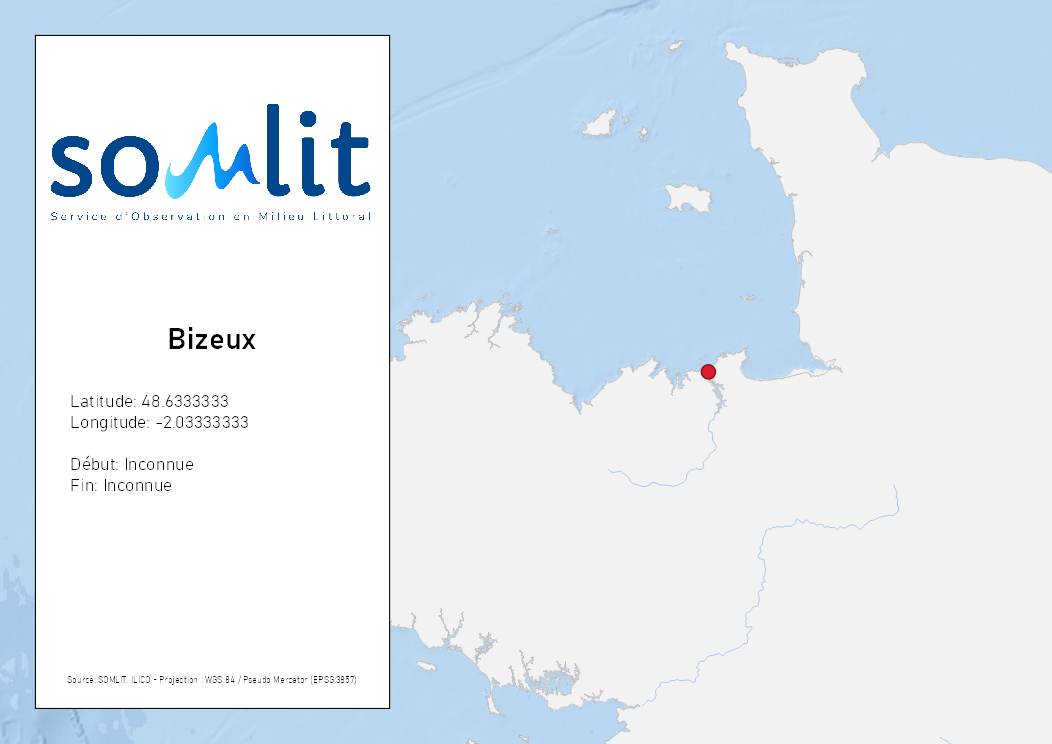 somlit
Service d'Observation en Milieu Littoral
Bizeux
Latitude: 48.6333333
Longitude: -2.03333333
Début: Inconnue
Fin: Inconnue
Source: SOMLIT, ILICO - Projection : WGS 84 / Pseudo Mercator (EPSG:3857)